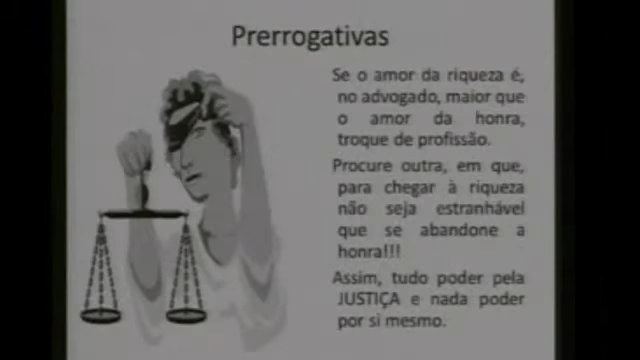 Prerrogativas
Se o amor da riqueza é,
no advogado, maior que
o amor da honra,
troque de profissão.
Procure outra, em que,
para chegar à riqueza
não seja estranhável
que se abandone a
honra!!!
Assim, tudo poder pela
JUSTIÇA e nada poder
por si mesmo.